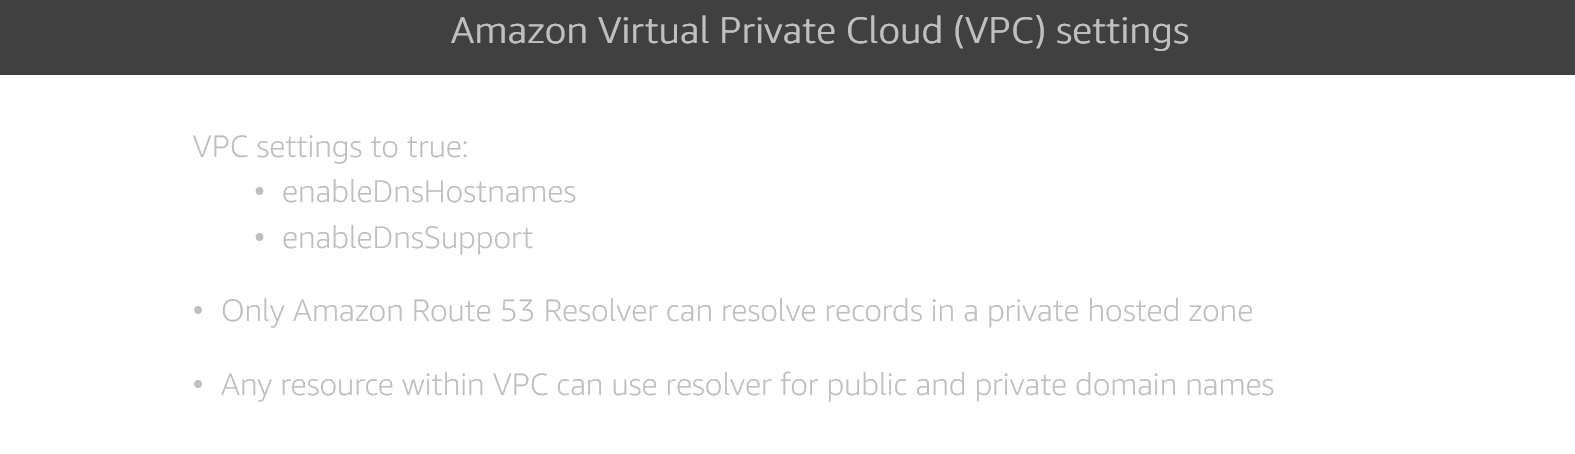 Amazon Virtual Private Cloud (VPC) settings
VPC settings to true:
• enableDnsHostnames
• enableDnsSupport
• Only Amazon Route 53 Resolver can resolve records in a private hosted zone
• Any resource within VPC can use resolver for public and private domain names